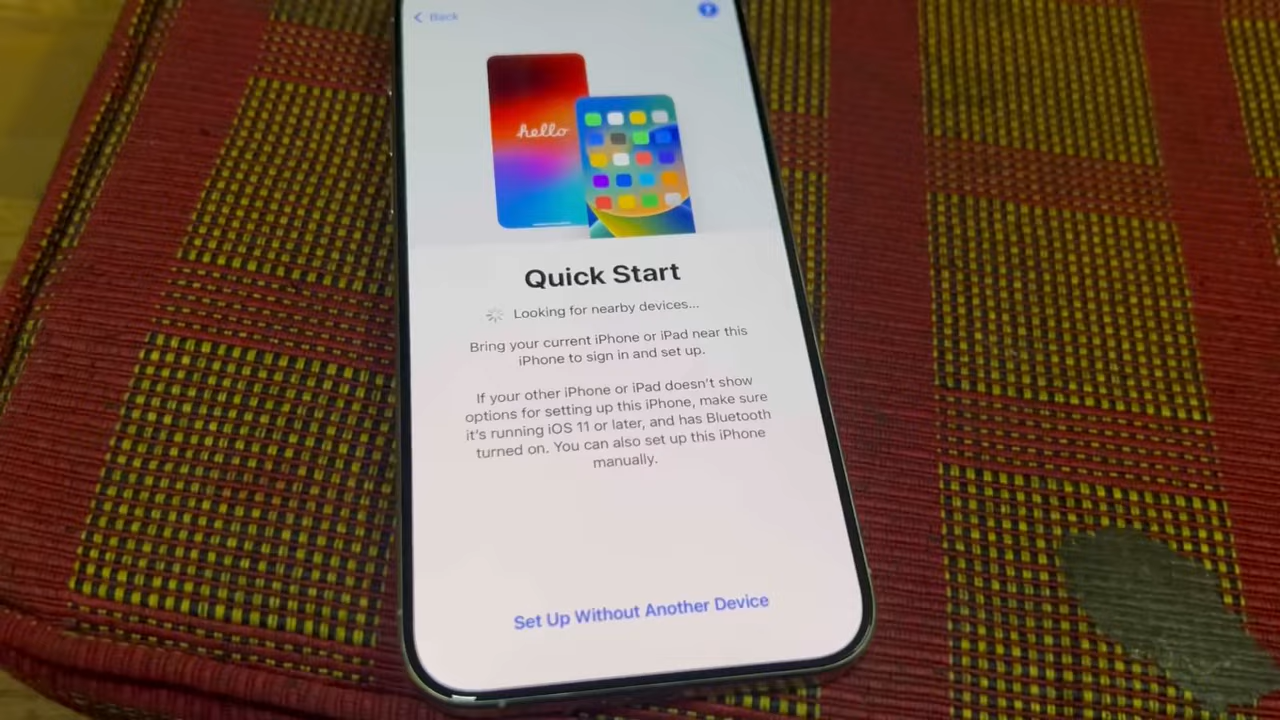 Back
hello
Quick Start
Looking for nearby devices...
Bring your current iPhone or iPad near this
iPhone to sign in and set up.
If your other iPhone or iPad doesn't show
options for setting up this iPhone, make sure
it's running iOS 11 or later, and has Bluetooth
turned on. You can also set up this iPhone
manually.
Set Up Without Another Device